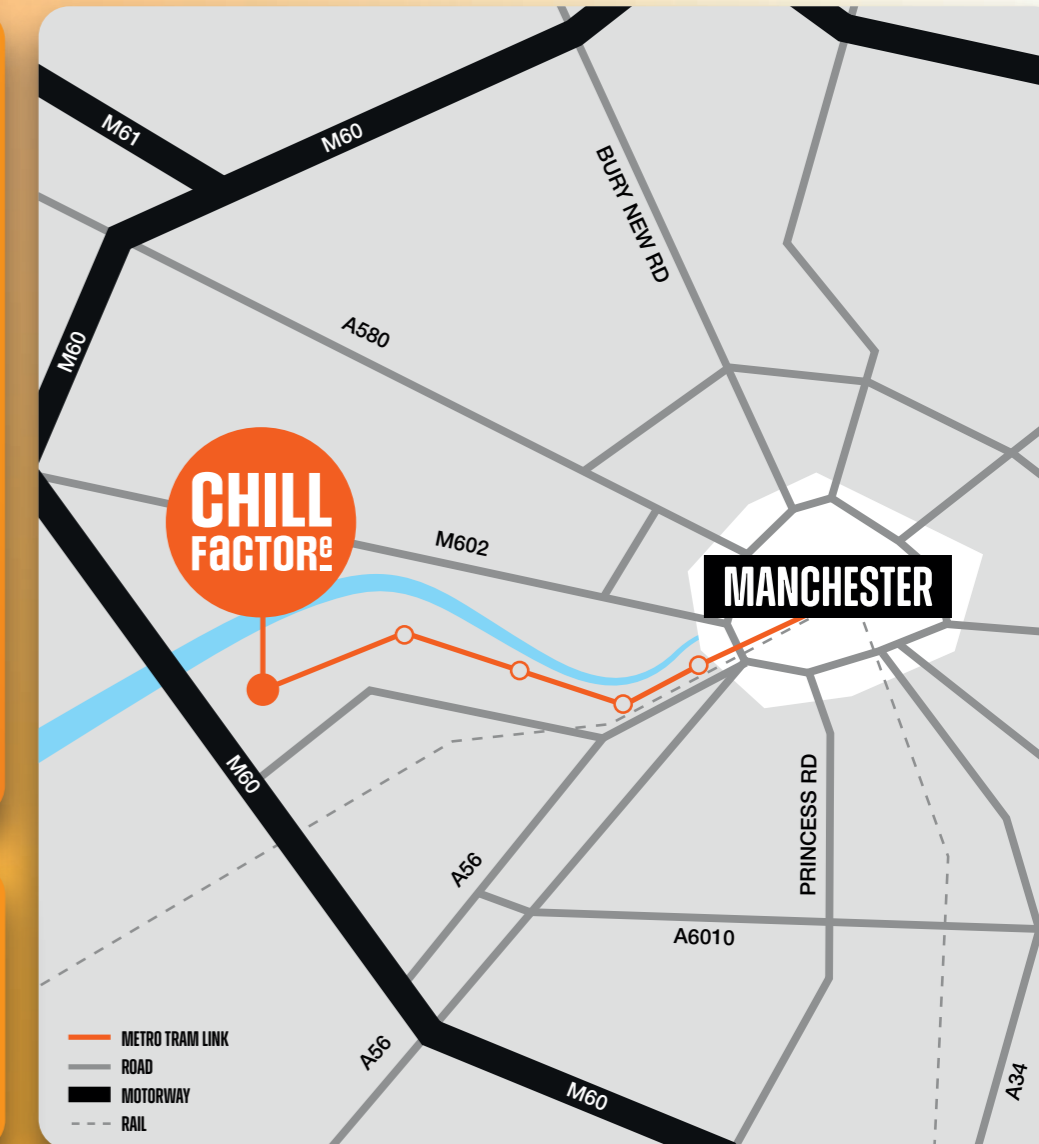 M61
M60
BURY NEW RD
M60
A580
CHILL
FACTORe
M602
MANCHESTER
M60
PRINCESS RD
A56
A6010
METRO TRAM LINK
ROAD
MOTORWAY
RAIL
A56
M60
A34